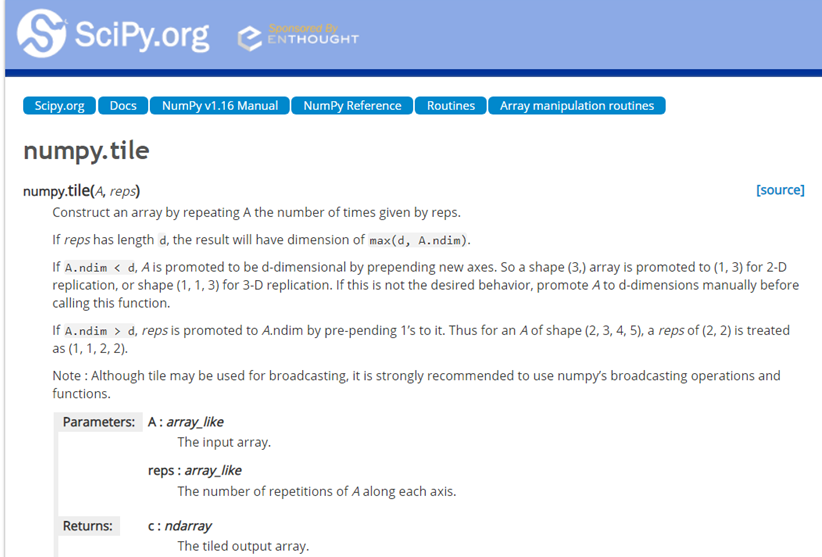 SciPy.org
Sponsored By
ENTHOUGHT
Scipy.org Docs NumPy v1.16 Manual NumPy Reference Routines Array manipulation routines
numpy.tile
numpy.tile(A, reps) [source]
Construct an array by repeating A the number of times given by reps.
If reps has length d, the result will have dimension of max(d, A.ndim).
If A.ndim < d, A is promoted to be d-dimensional by prepending new axes. So a shape (3,) array is promoted to (1, 3) for 2-D
replication, or shape (1, 1, 3) for 3-D replication. If this is not the desired behavior, promote A to d-dimensions manually before
calling this function.
If A.ndim > d, reps is promoted to A.ndim by pre-pending 1's to it. Thus for an A of shape (2, 3, 4, 5), a reps of (2, 2) is treated
as (1, 1, 2, 2).
Note : Although tile may be used for broadcasting, it is strongly recommended to use numpy's broadcasting operations and
functions.
Parameters: A : array_like
The input array.
reps : array_like
The number of repetitions of A along each axis.
Returns: c : ndarray
The tiled output array.